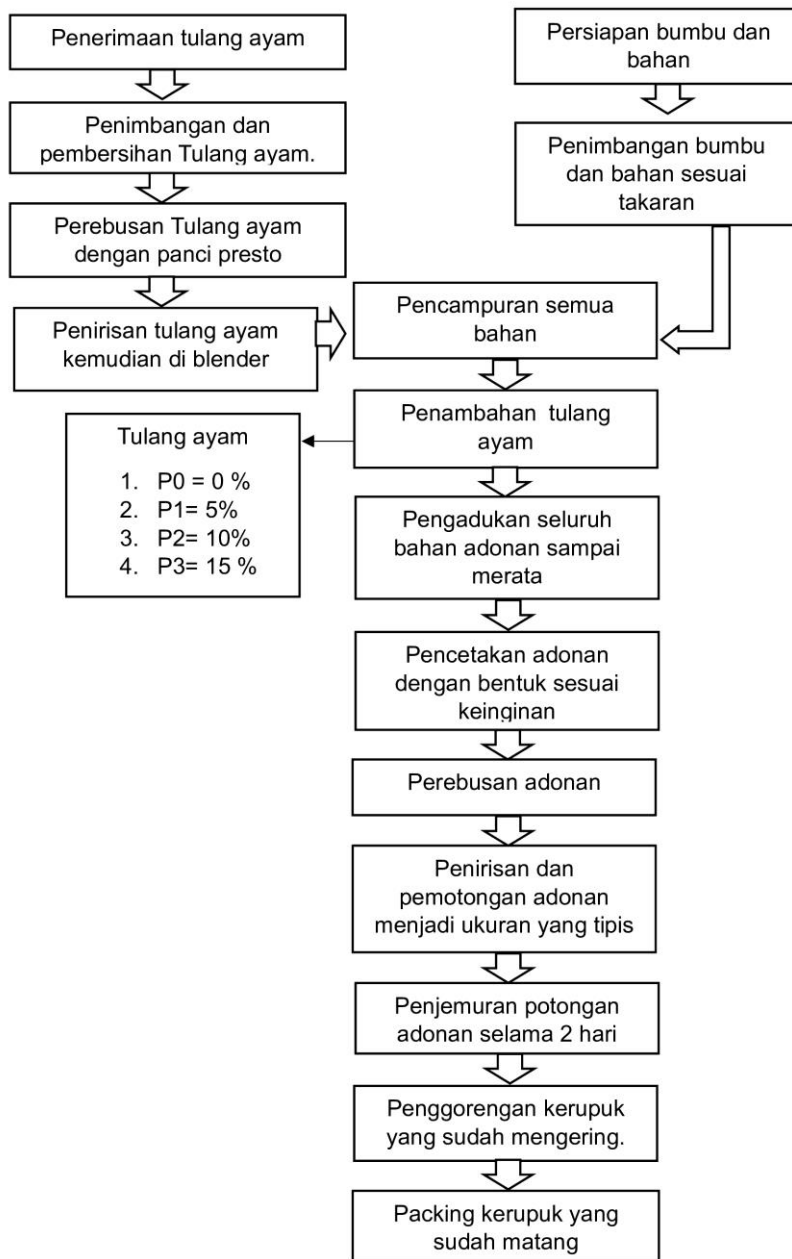 Penerimaan tulang ayam
Penimbangan dan
pembersihan Tulang ayam.
Perebusan Tulang ayam
dengan panci presto
Penirisan tulang ayam
kemudian di blender
Persiapan bumbu dan
bahan
Penimbangan bumbu
dan bahan sesuai
takaran
Pencampuran semua
bahan
Penambahan tulang
ayam
Tulang ayam
1. P0 = 0 %
2. P1= 5%
3. P2= 10%
4. P3= 15 %
Pengadukan seluruh
bahan adonan sampai
merata
Pencetakan adonan
dengan bentuk sesuai
keinginan
Perebusan adonan
Penirisan dan
pemotongan adonan
menjadi ukuran yang tipis
Penjemuran potongan
adonan selama 2 hari
Penggorengan kerupuk
yang sudah mengering.
Packing kerupuk yang
sudah matang